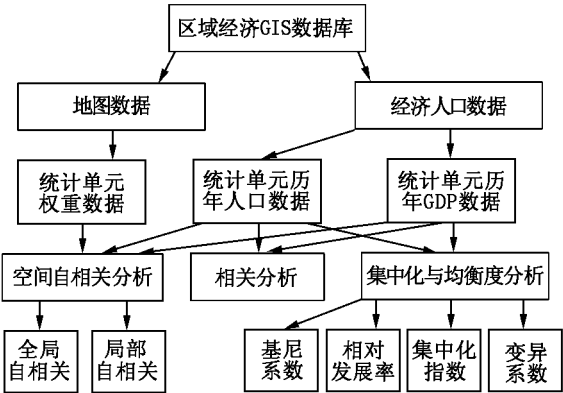 区域经济GIS数据库
地图数据
经济人口数据
统计单元
权重数据
统计单元历
年人口数据
统计单元历
年GDP数据
空间自相关分析
相关分析
集中化与均衡度分析
全局
自相关
局部
自相关
基尼
系数
相对
发展率
集中化
指数
变异
系数